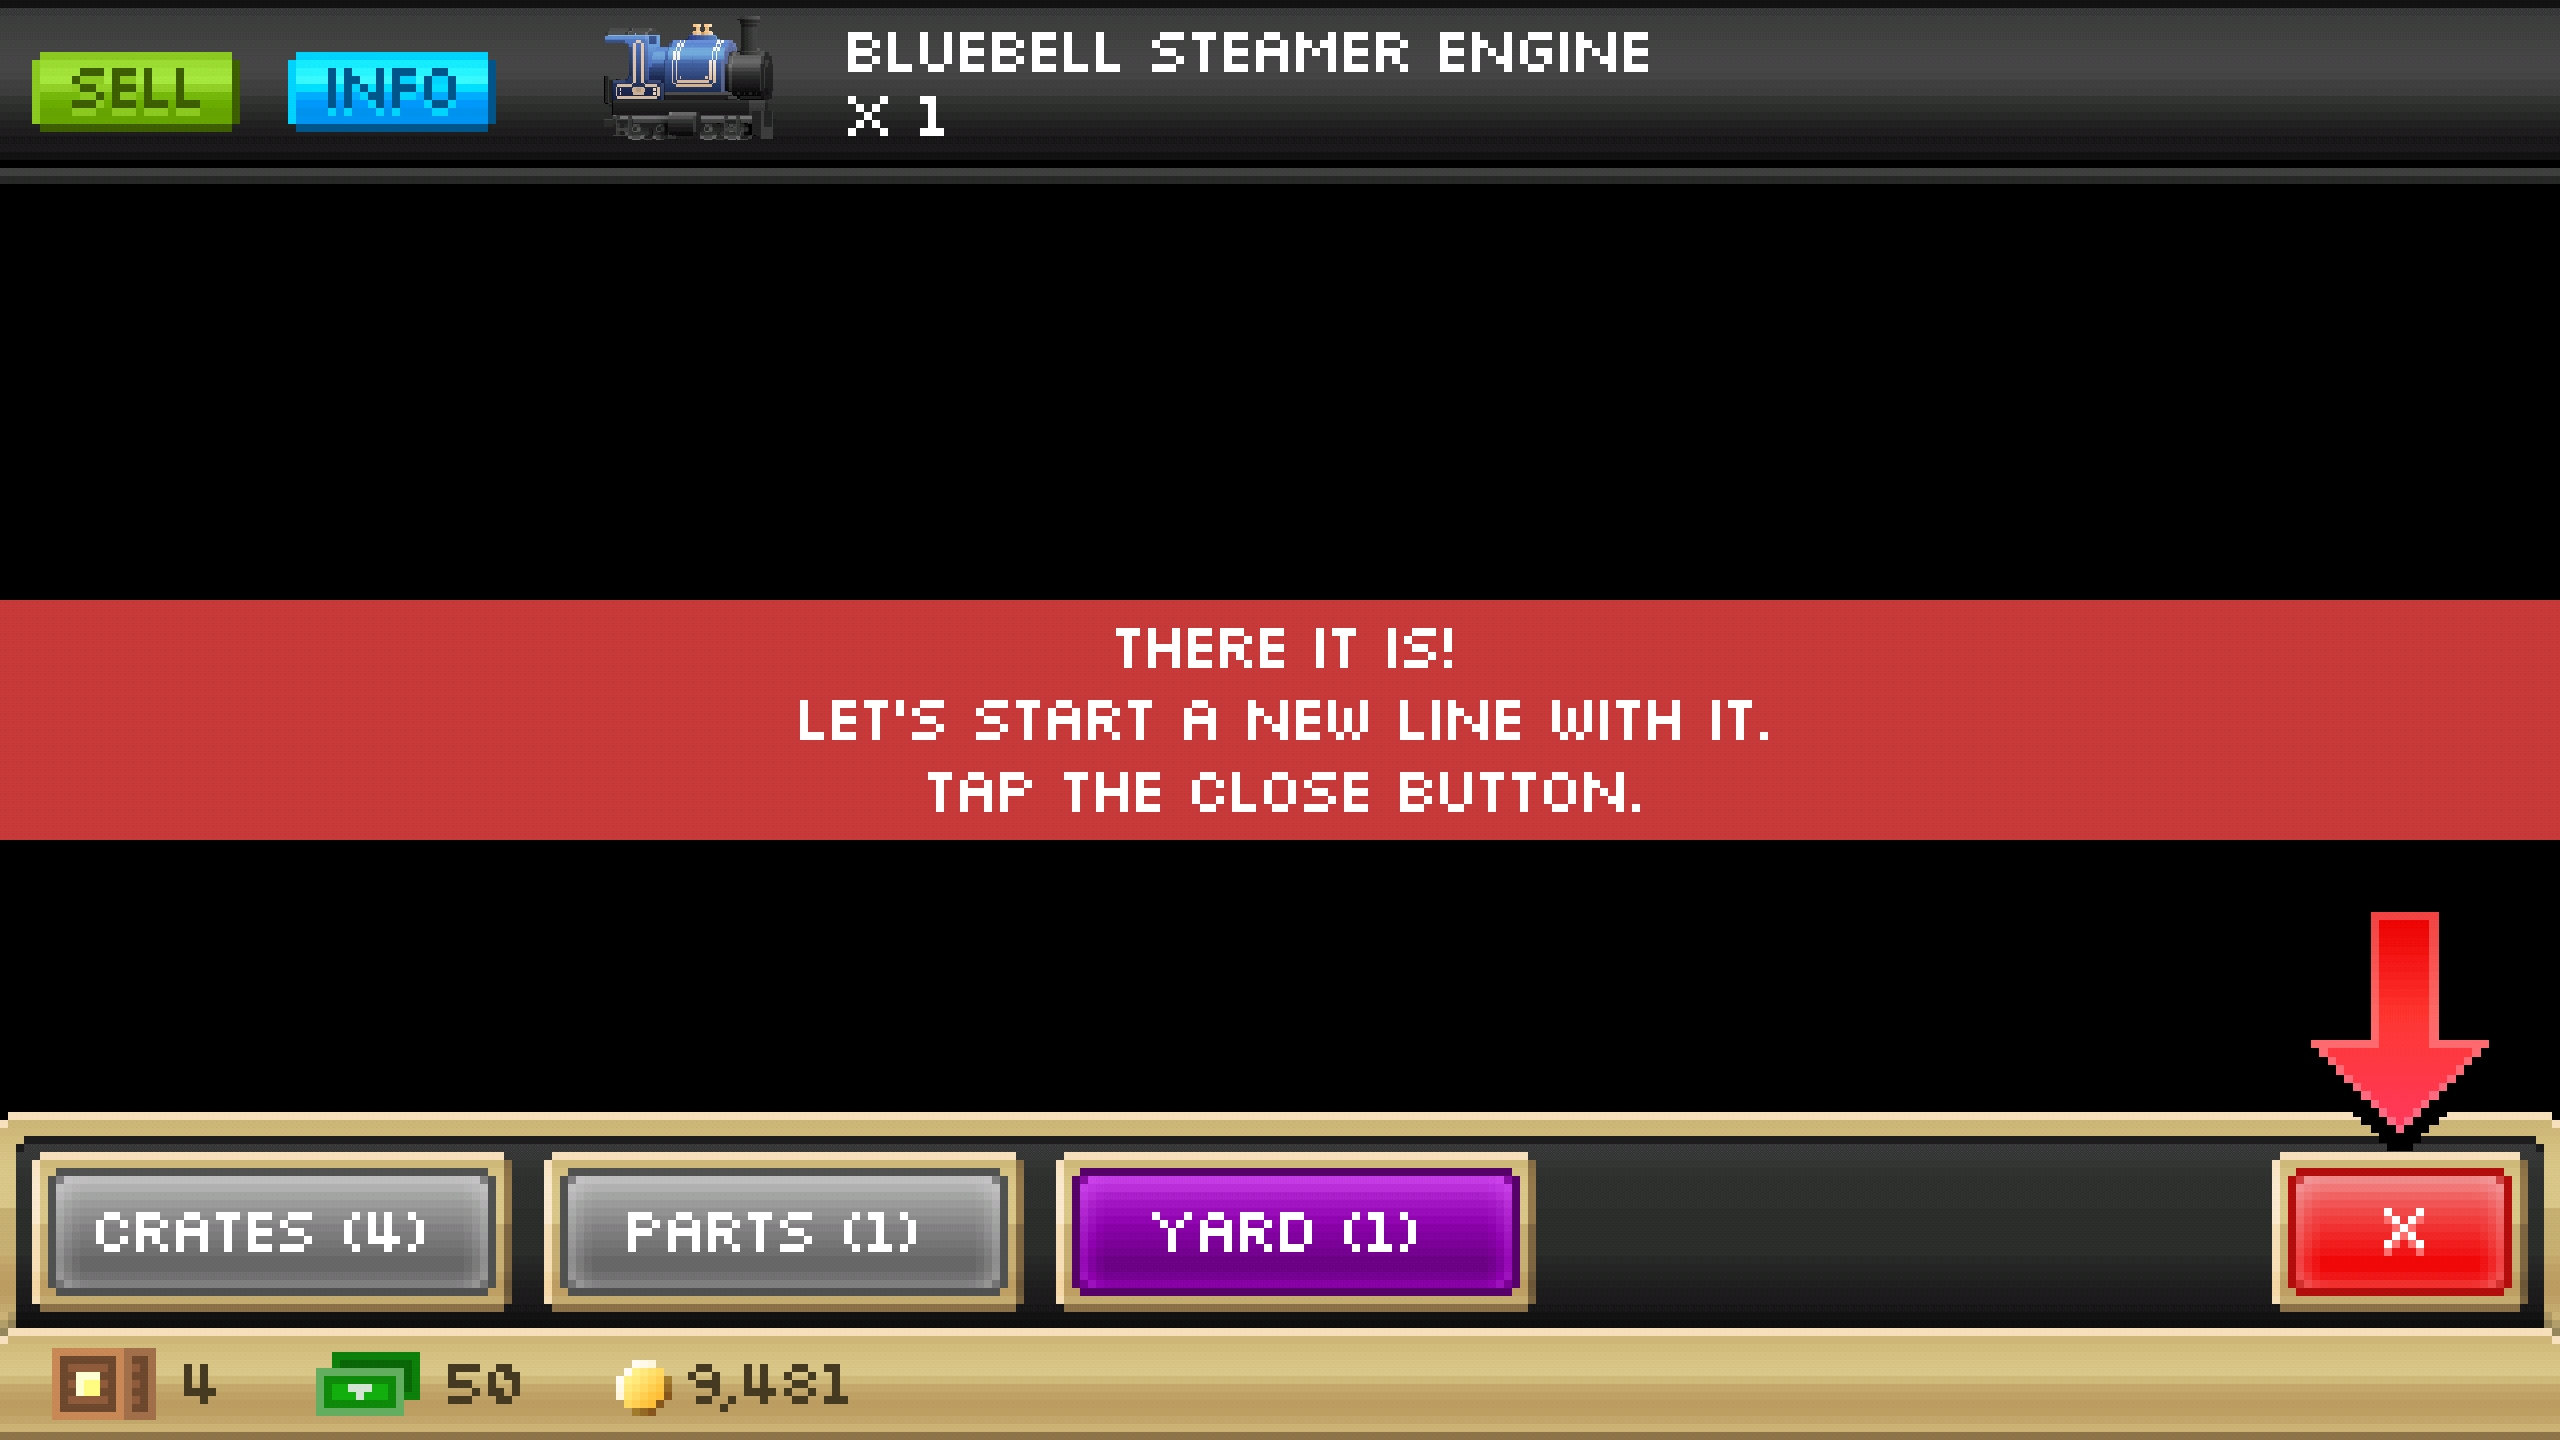 SELL
INFO
BLUEBELL STEAMER ENGINE
X 1
THERE IT IS!
LET'S START A NEW LINE WITH IT.
TAP THE CLOSE BUTTON.
CRATES (4)
PARTS (1)
YARD (1)
X
4
50
9,481